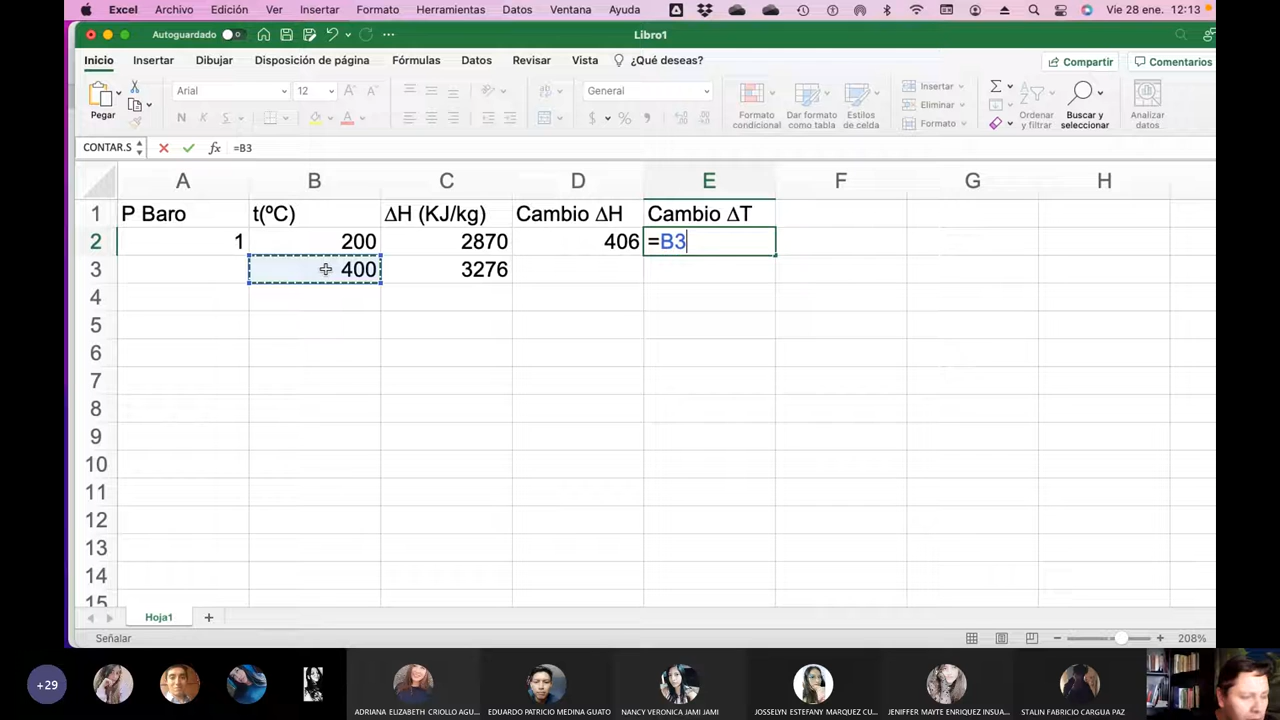 Excel Archivo Edición Ver Insertar Formato Herramientas Datos Ventana Ayuda Vie 28 ene. 12:13
Autoguardado
Libro1
Inicio Insertar Dibujar Disposición de página Fórmulas Datos Revisar Vista ¿Qué deseas? Compartir Comentarios
Pegar
Arial 12
N
General
$ %
Formato condicional
Dar formato como tabla
Estilos de celda
Insertar
Eliminar
Formato
Ordenar y filtrar
Buscar y seleccionar
Analizar datos
CONTAR.S fx =B3
A B C D E F G H
1 P Baro t(ºC) ∆H (KJ/kg) Cambio ∆H Cambio ∆T
2 1 200 2870 406 =B3
3 400 3276
4
5
6
7
8
9
10
11
12
13
14
15
Hoja1 +
Señalar 208%
+29
ADRIANA ELIZABETH CRIOLLO AGU...
EDUARDO PATRICIO MEDINA GUATO
NANCY VERONICA JAMI JAMI
JOSSELYN ESTEFANY MARQUEZ CU...
JENIFFER MAYTE ENRIQUEZ INSUA...
STALIN FABRICIO CARGUA PAZ